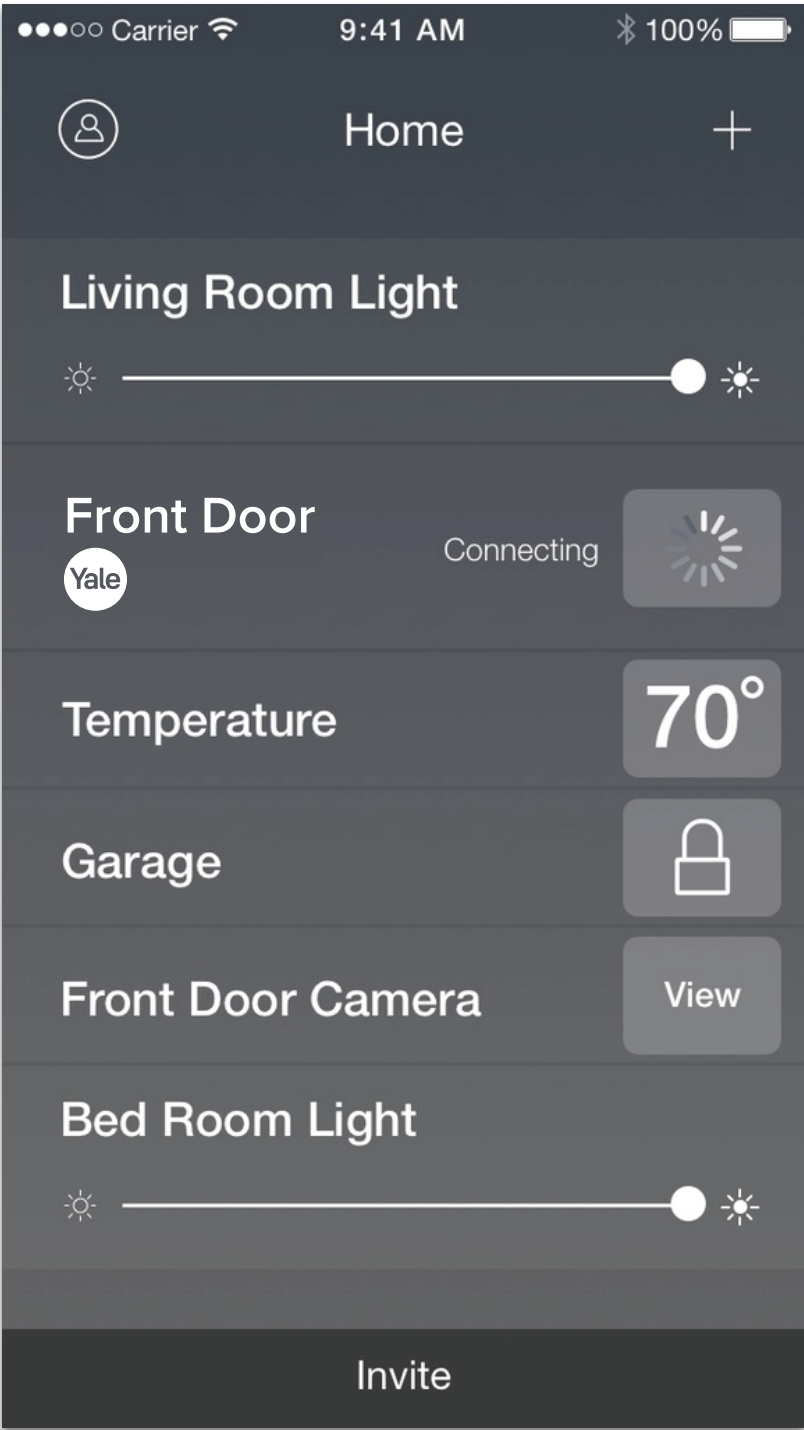 Carrier 9:41 AM 100%
Home
Living Room Light
Front Door
Yale
Connecting
Temperature
70°
Garage
Front Door Camera
View
Bed Room Light
Invite